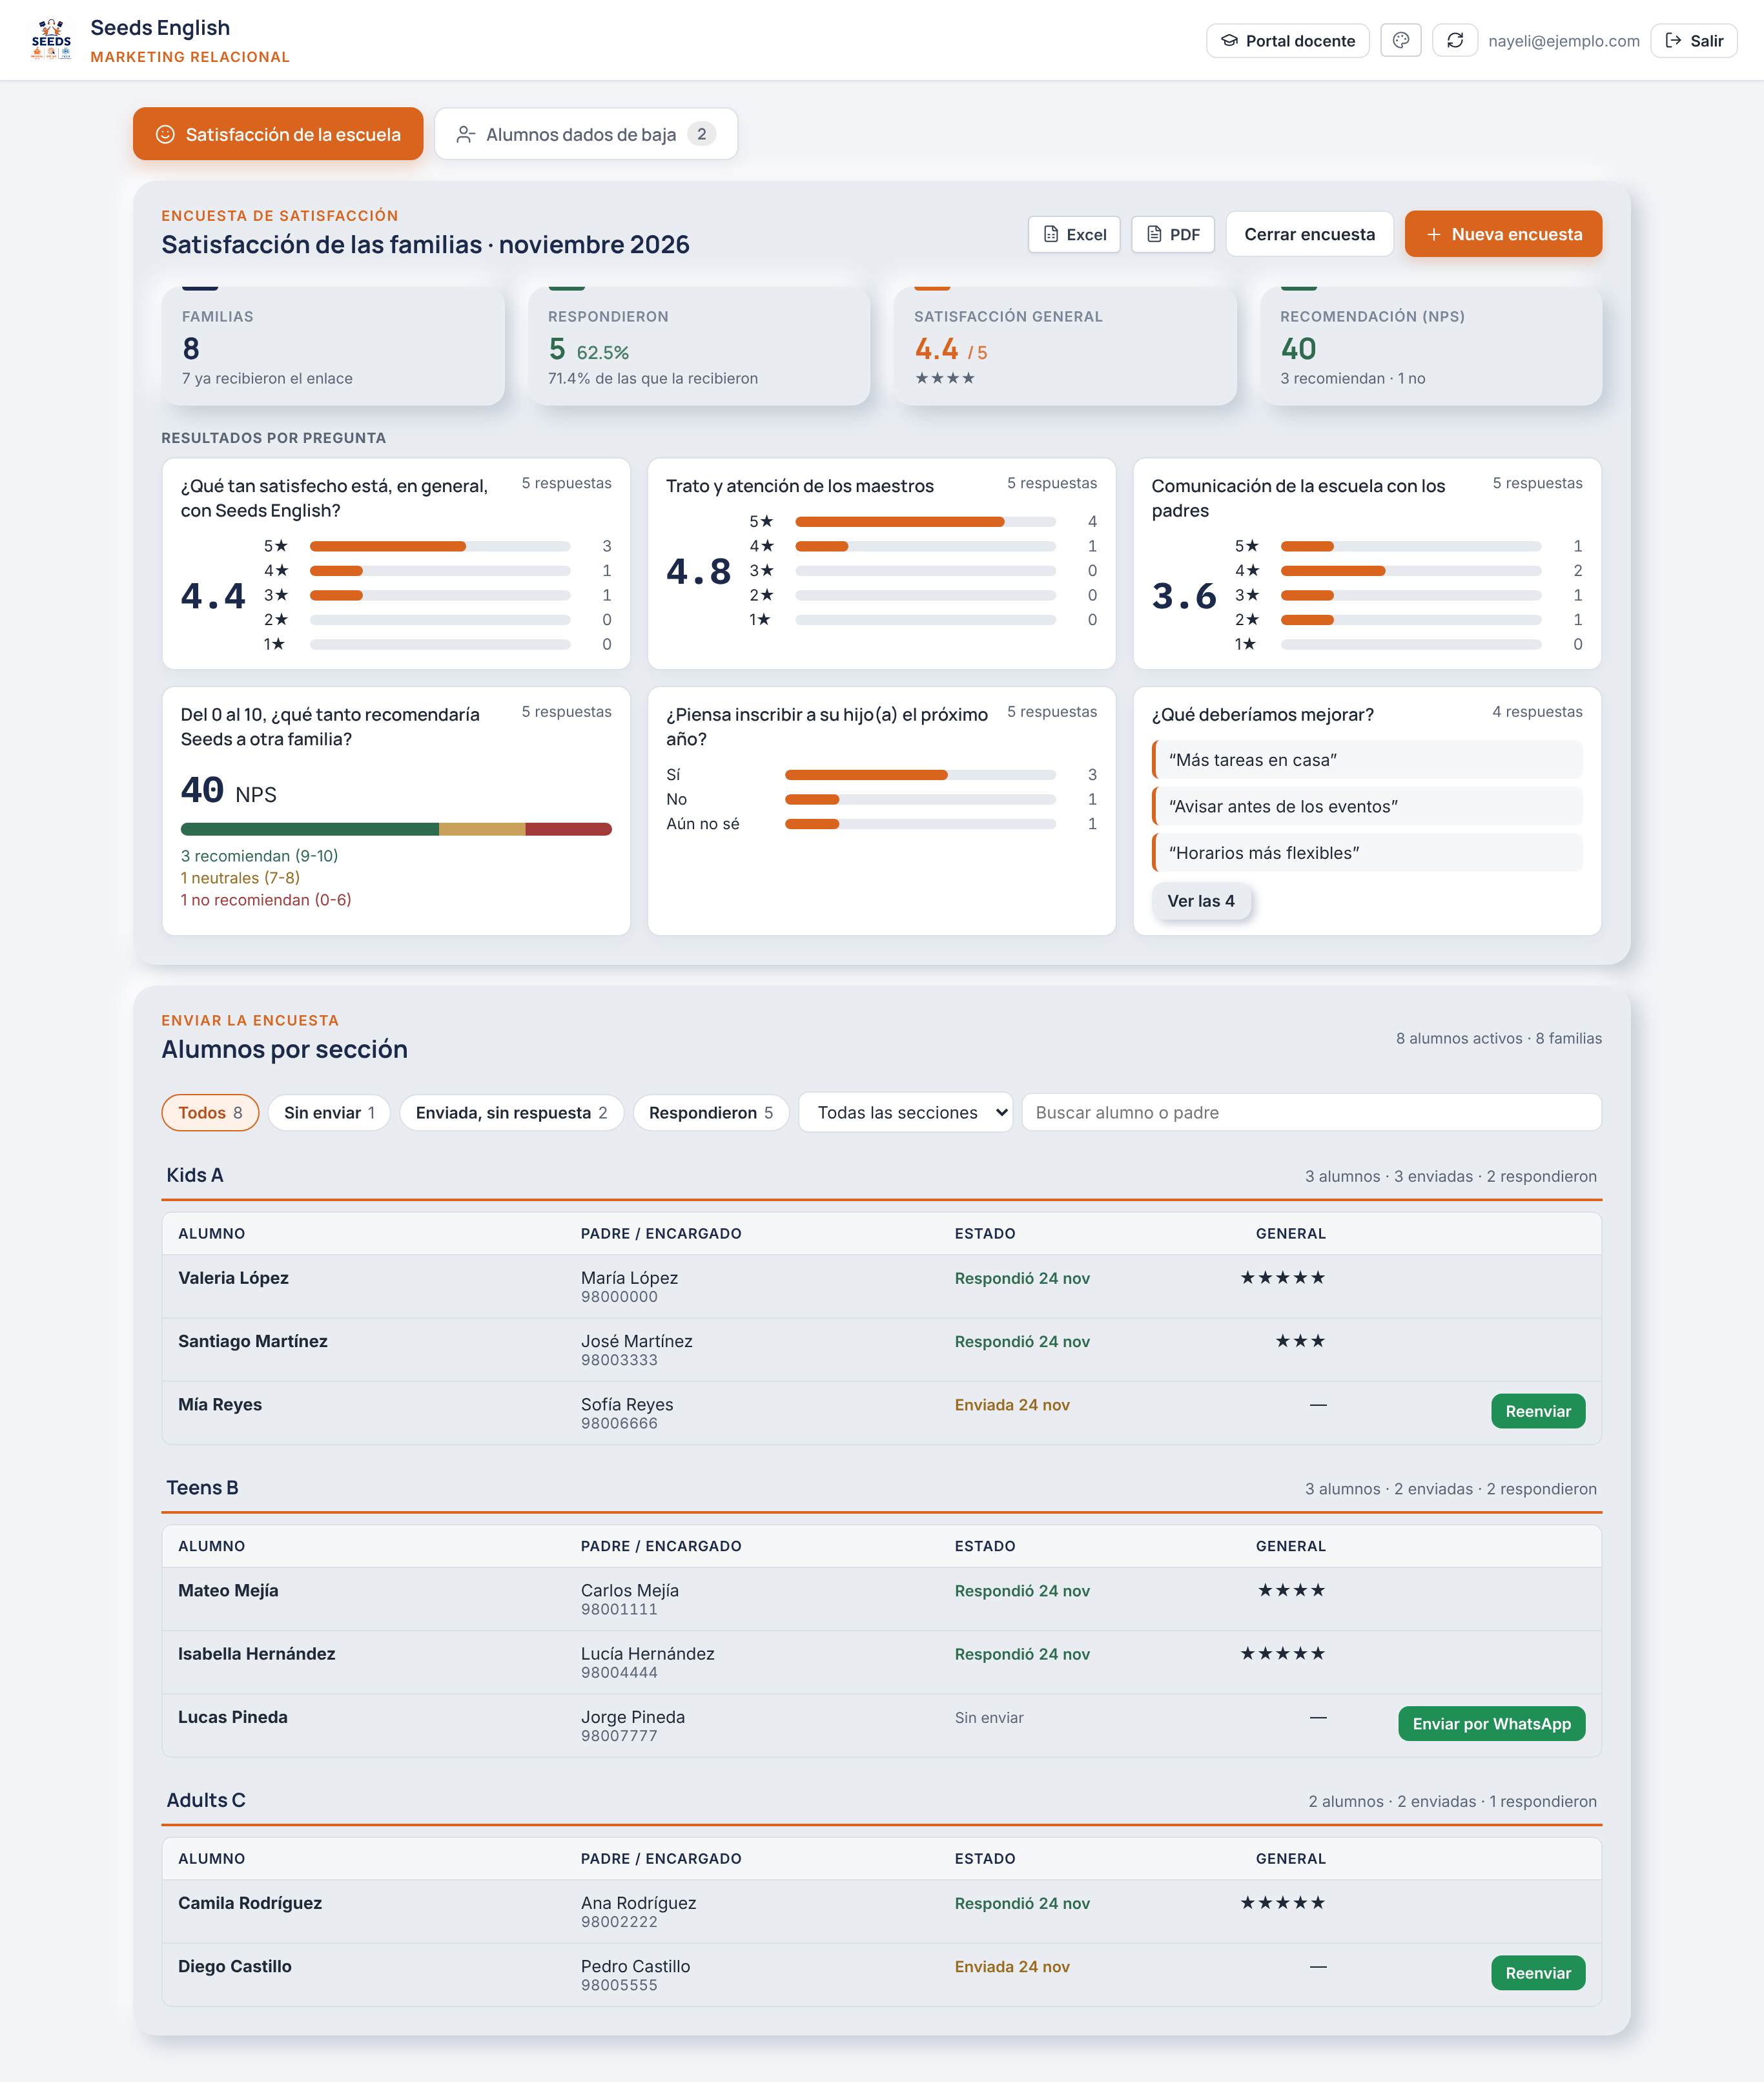 SEEDS
Seeds English
MARKETING RELACIONAL
Portal docente
nayeli@ejemplo.com
Salir
Satisfacción de la escuela
Alumnos dados de baja 2
ENCUESTA DE SATISFACCIÓN
Satisfacción de las familias · noviembre 2026
Excel
PDF
Cerrar encuesta
+ Nueva encuesta
FAMILIAS
8
7 ya recibieron el enlace
RESPONDIERON
5 62.5%
71.4% de las que la recibieron
SATISFACCIÓN GENERAL
4.4 / 5
★★★★
RECOMENDACIÓN (NPS)
40
3 recomiendan · 1 no
RESULTADOS POR PREGUNTA
¿Qué tan satisfecho está, en general,
con Seeds English?
5 respuestas
4.4
5★ 3
4★ 1
3★ 1
2★ 0
1★ 0
Trato y atención de los maestros
5 respuestas
4.8
5★ 4
4★ 1
3★ 0
2★ 0
1★ 0
Comunicación de la escuela con los
padres
5 respuestas
3.6
5★ 1
4★ 2
3★ 1
2★ 1
1★ 0
Del 0 al 10, ¿qué tanto recomendaría
Seeds a otra familia?
5 respuestas
40 NPS
3 recomiendan (9-10)
1 neutrales (7-8)
1 no recomiendan (0-6)
¿Piensa inscribir a su hijo(a) el próximo
año?
5 respuestas
Sí 3
No 1
Aún no sé 1
¿Qué deberíamos mejorar?
4 respuestas
“Más tareas en casa”
“Avisar antes de los eventos”
“Horarios más flexibles”
Ver las 4
ENVIAR LA ENCUESTA
Alumnos por sección
8 alumnos activos · 8 familias
Todos 8
Sin enviar 1
Enviada, sin respuesta 2
Respondieron 5
Todas las secciones
Buscar alumno o padre
Kids A
3 alumnos · 3 enviadas · 2 respondieron
ALUMNO PADRE / ENCARGADO ESTADO GENERAL
Valeria López María López Respondió 24 nov ★★★★★
98000000
Santiago Martínez José Martínez Respondió 24 nov ★★★
98003333
Mía Reyes Sofía Reyes Enviada 24 nov — Reenviar
98006666
Teens B
3 alumnos · 2 enviadas · 2 respondieron
ALUMNO PADRE / ENCARGADO ESTADO GENERAL
Mateo Mejía Carlos Mejía Respondió 24 nov ★★★★
98001111
Isabella Hernández Lucía Hernández Respondió 24 nov ★★★★★
98004444
Lucas Pineda Jorge Pineda Sin enviar — Enviar por WhatsApp
98007777
Adults C
2 alumnos · 2 enviadas · 1 respondieron
ALUMNO PADRE / ENCARGADO ESTADO GENERAL
Camila Rodríguez Ana Rodríguez Respondió 24 nov ★★★★★
98002222
Diego Castillo Pedro Castillo Enviada 24 nov — Reenviar
98005555